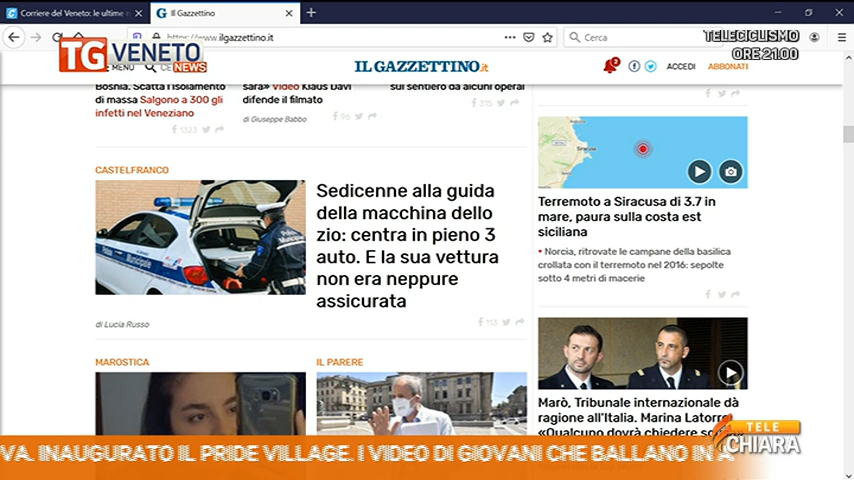 Corriere del Veneto: le ultime n
Il Gazzettino
https://www.ilgazzettino.it
Cerca
TELECICLISMO
ORE 21.00
TG VENETO
NEWS
MENU
IL GAZZETTINO.it
2
ACCEDI
ABBONATI
Bosnia. Scatta l'isolamento
di massa Salgono a 300 gli
infetti nel Veneziano
1323
sara» Video Klaus Davi
difende il filmato
di Giuseppe Babbo
96
sul sentiero da alcuni operai
315
CASTELFRANCO
Sedicenne alla guida
della macchina dello
zio: centra in pieno 3
auto. E la sua vettura
non era neppure
assicurata
di Lucia Russo
113
Siracusa
Terremoto a Siracusa di 3.7 in
mare, paura sulla costa est
siciliana
• Norcia, ritrovate le campane della basilica
crollata con il terremoto nel 2016: sepolte
sotto 4 metri di macerie
MAROSTICA
IL PARERE
Marò, Tribunale internazionale dà
ragione all'Italia. Marina Latorre:
«Qualcuno dovrà chiedere
TELE
CHIARA
VA. INAUGURATO IL PRIDE VILLAGE. I VIDEO DI GIOVANI CHE BALLANO IN A